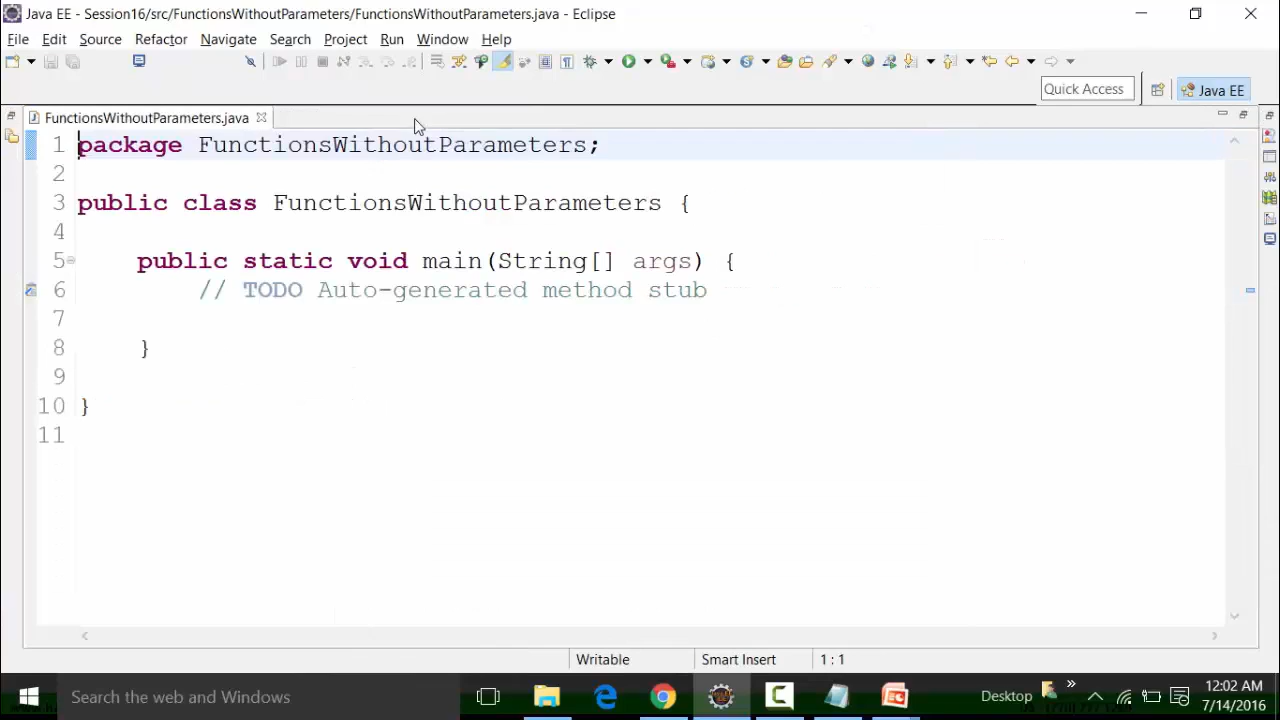 Java EE - Session16/src/FunctionsWithoutParameters/FunctionsWithoutParameters.java - Eclipse
File Edit Source Refactor Navigate Search Project Run Window Help
Quick Access
Java EE
FunctionsWithoutParameters.java
1 package FunctionsWithoutParameters;
2
3 public class FunctionsWithoutParameters {
4
5 public static void main(String[] args) {
6 // TODO Auto-generated method stub
7
8 }
9
10 }
11
Writable Smart Insert 1 : 1
Search the web and Windows
Desktop
12:02 AM
7/14/2016